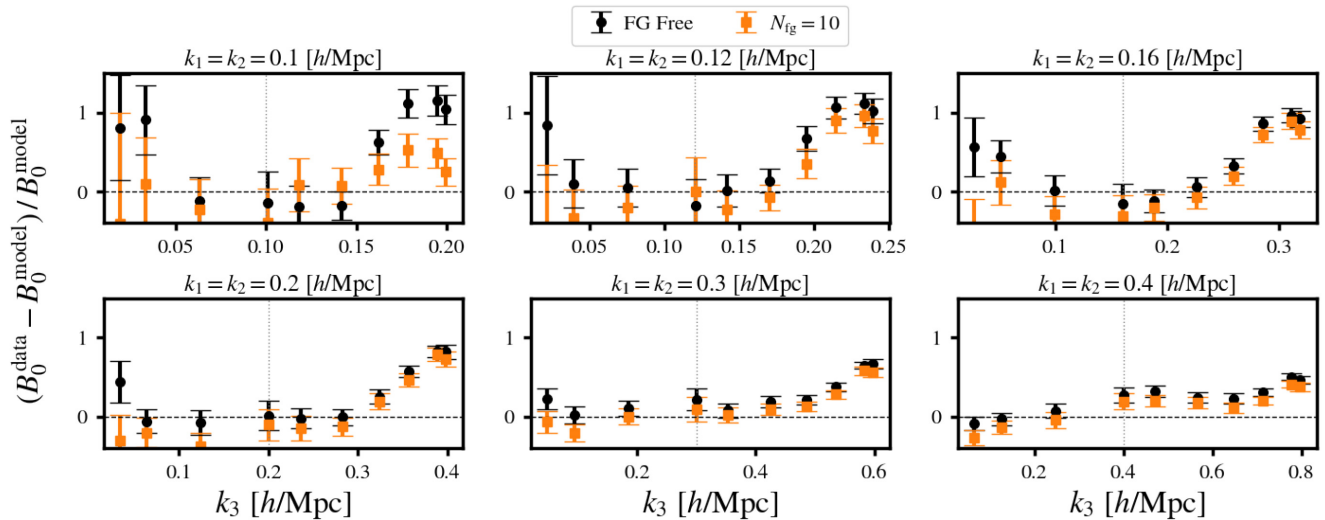 FG Free N_fg = 10
k₁ = k₂ = 0.1 [h/Mpc] k₁ = k₂ = 0.12 [h/Mpc] k₁ = k₂ = 0.16 [h/Mpc]
1 1 1
0 0 0
0.05 0.10 0.15 0.20 0.05 0.10 0.15 0.20 0.25 0.1 0.2 0.3
(B₀^data − B₀^model) / B₀^model
k₁ = k₂ = 0.2 [h/Mpc] k₁ = k₂ = 0.3 [h/Mpc] k₁ = k₂ = 0.4 [h/Mpc]
1 1 1
0 0 0
0.1 0.2 0.3 0.4 0.2 0.4 0.6 0.2 0.4 0.6 0.8
k₃ [h/Mpc] k₃ [h/Mpc] k₃ [h/Mpc]